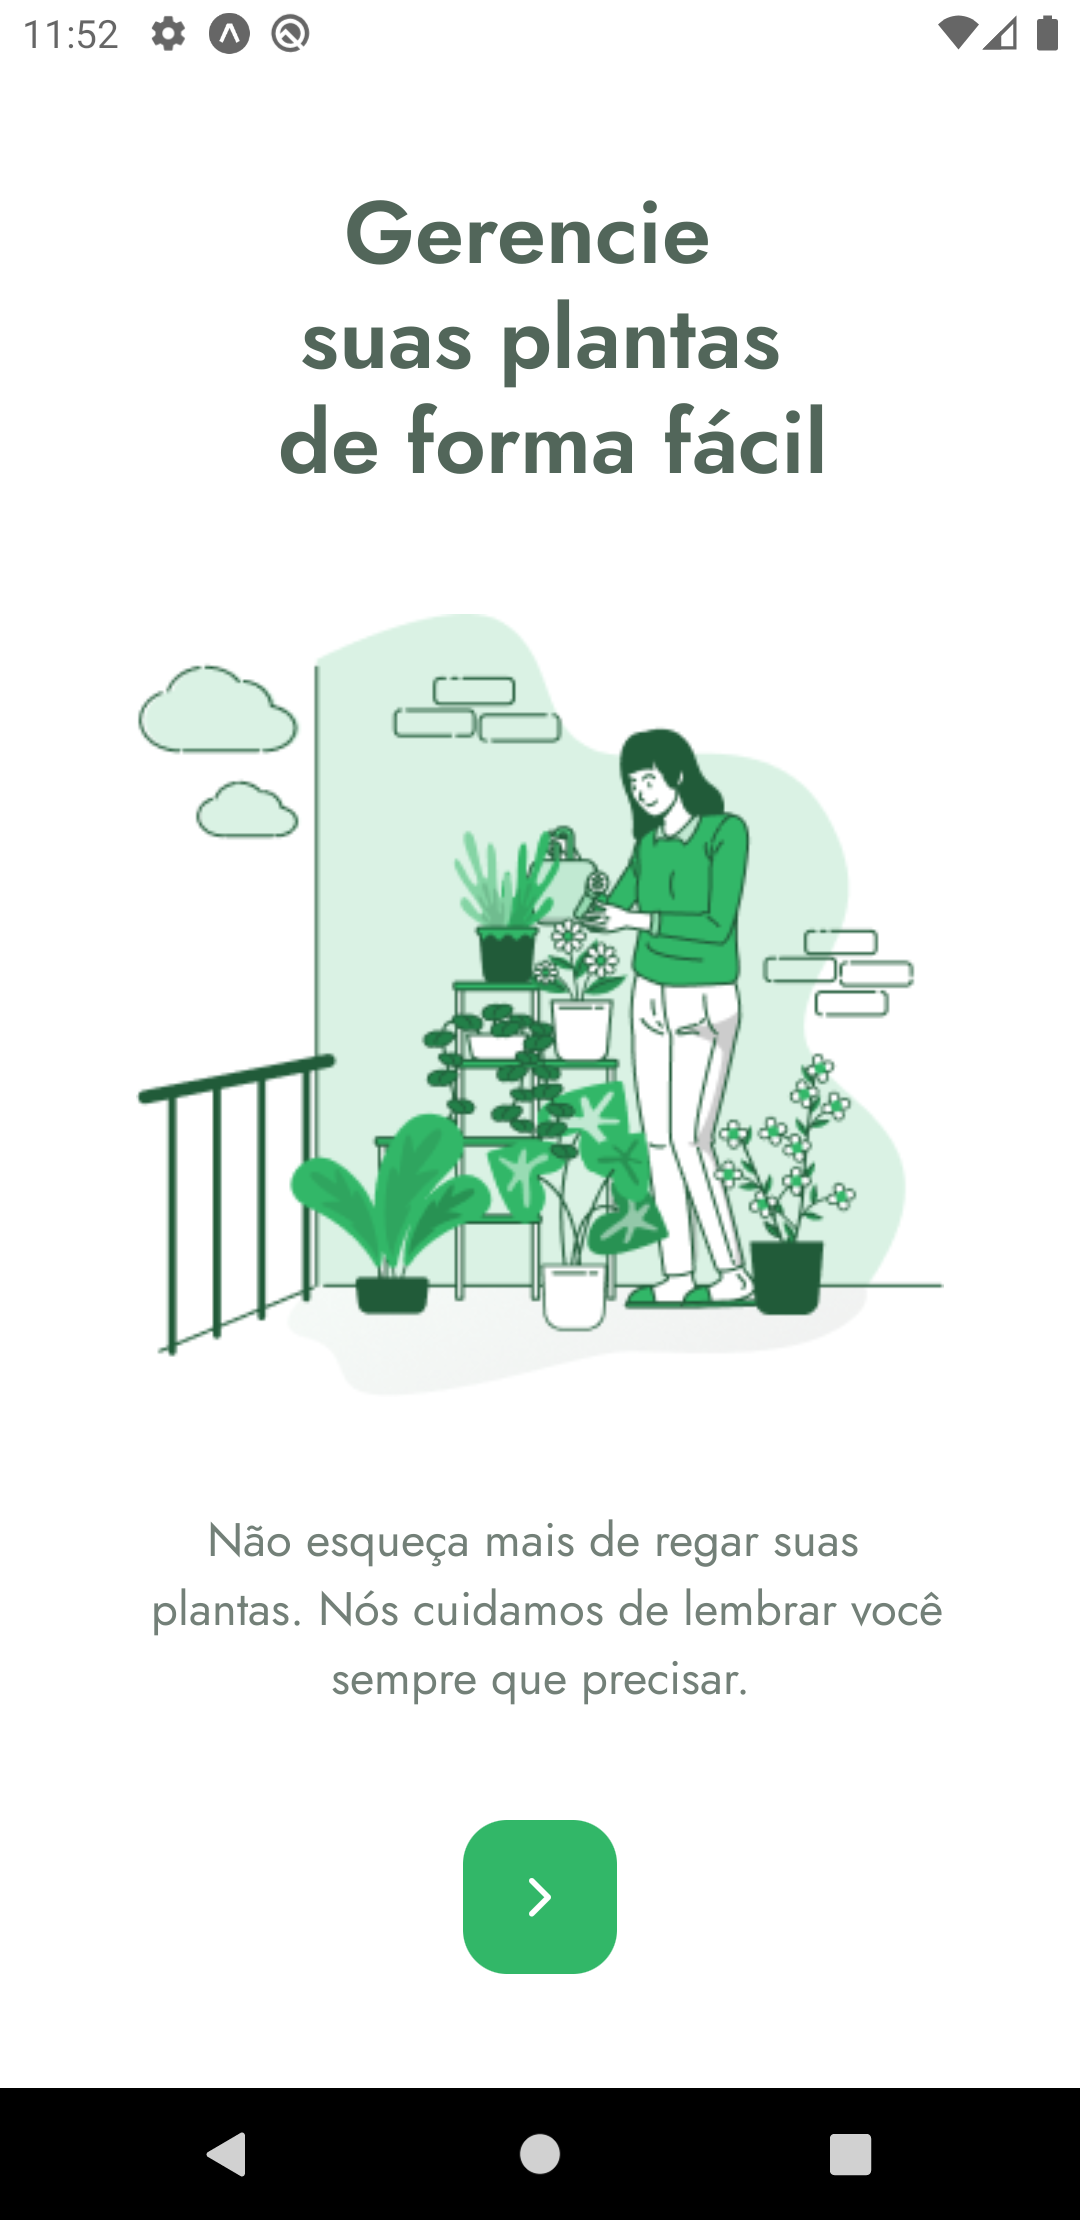 11:52
Gerencie
suas plantas
de forma fácil
Não esqueça mais de regar suas
plantas. Nós cuidamos de lembrar você
sempre que precisar.